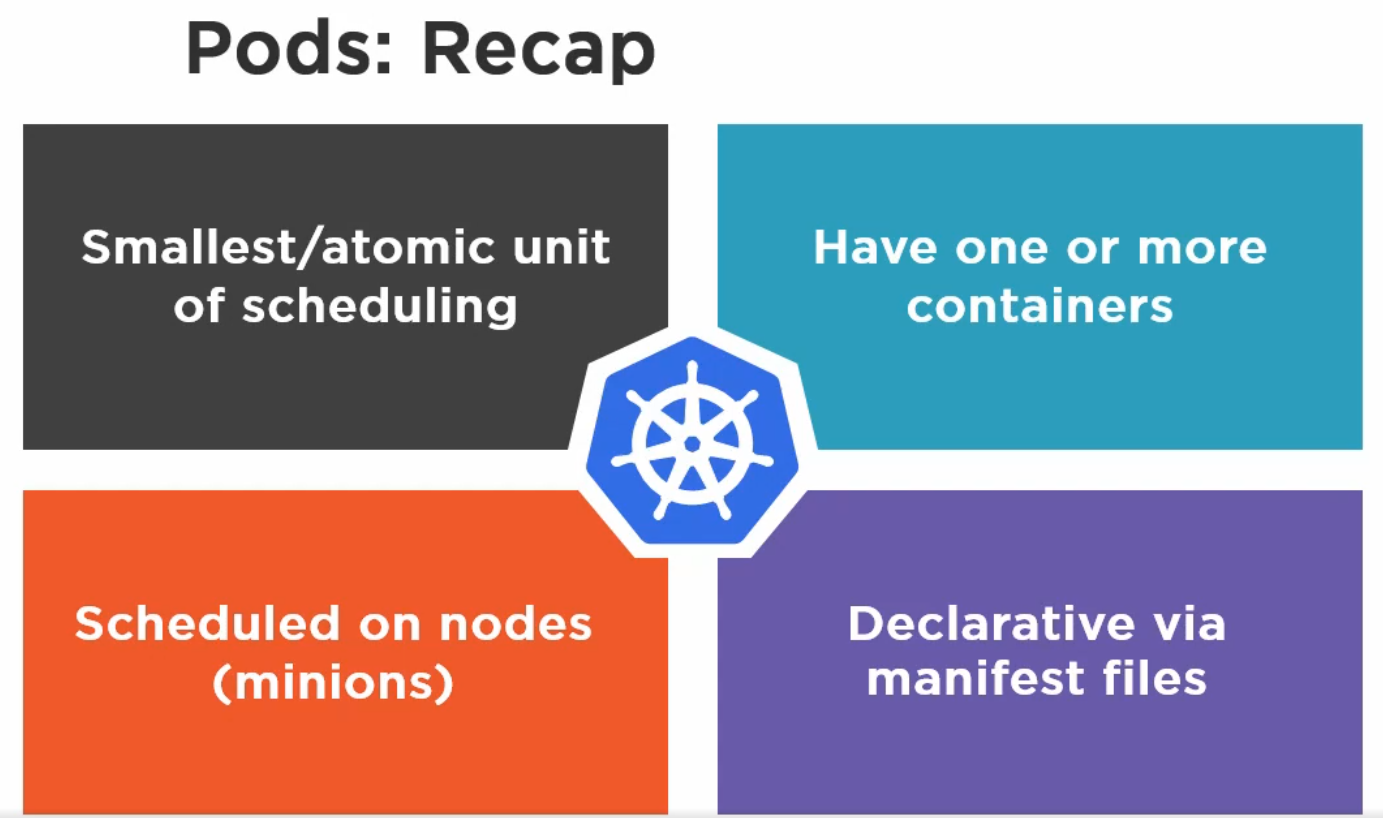 Pods: Recap
Smallest/atomic unit
of scheduling
Have one or more
containers
Scheduled on nodes
(minions)
Declarative via
manifest files